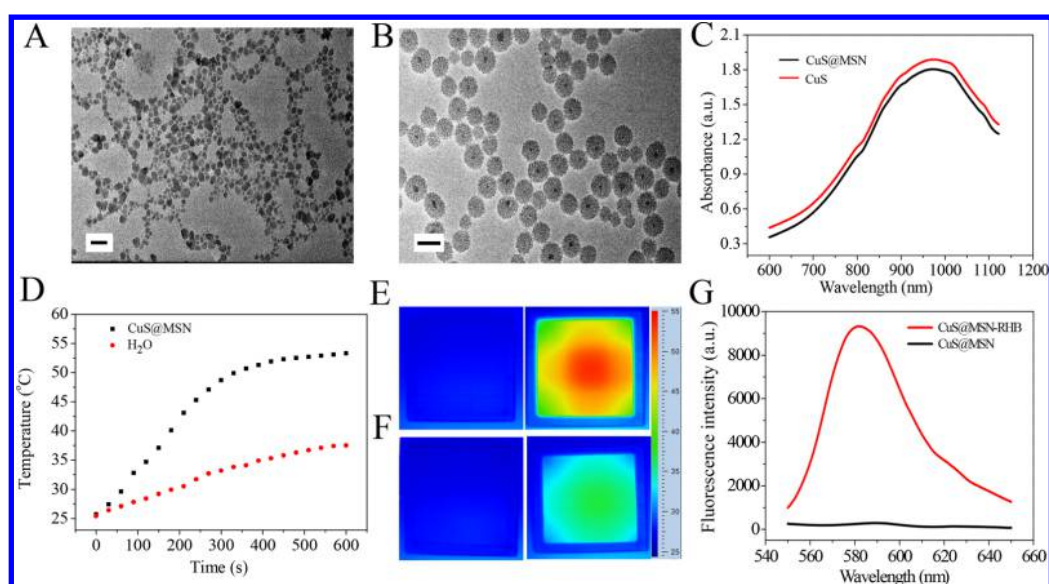 A
B
C
2.1
1.8
1.5
1.2
0.9
0.6
0.3
Absorbance (a.u.)
CuS@MSN
CuS
600 700 800 900 1000 1100 1200
Wavelength (nm)
D
60
55
50
45
40
35
30
25
Temperature (°C)
CuS@MSN
H₂O
0 100 200 300 400 500 600
Time (s)
E
F
55
50
45
40
35
30
25
G
10000
8000
6000
4000
2000
0
Fluorescence intensity (a.u.)
CuS@MSN-RHB
CuS@MSN
540 560 580 600 620 640 660
Wavelength (nm)